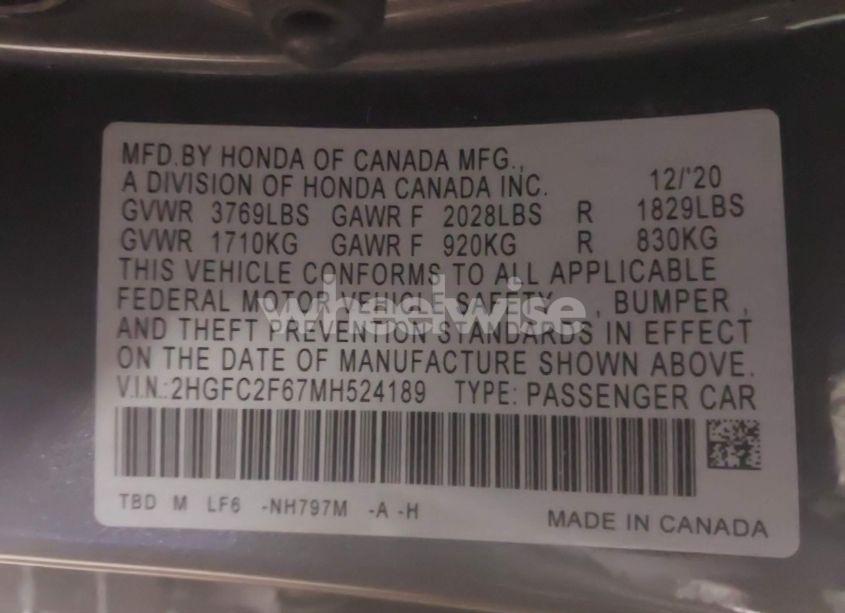 MFD.BY HONDA OF CANADA MFG.,
A DIVISION OF HONDA CANADA INC. 12/'20
GVWR 3769LBS GAWR F 2028LBS R 1829LBS
GVWR 1710KG GAWR F 920KG R 830KG
THIS VEHICLE CONFORMS TO ALL APPLICABLE
FEDERAL MOTOR VEHICLE SAFETY, BUMPER,
wheelwise
AND THEFT PREVENTION STANDARDS IN EFFECT
ON THE DATE OF MANUFACTURE SHOWN ABOVE.
V.I.N.:2HGFC2F67MH524189 TYPE: PASSENGER CAR
TBD M LF6 -NH797M -A -H
MADE IN CANADA